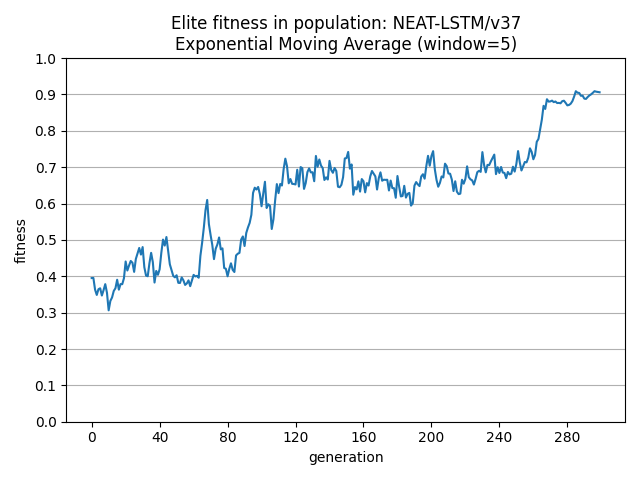 Elite fitness in population: NEAT-LSTM/v37
Exponential Moving Average (window=5)
1.0
0.9
0.8
0.7
0.6
0.5
0.4
0.3
0.2
0.1
0.0
fitness
0 40 80 120 160 200 240 280
generation